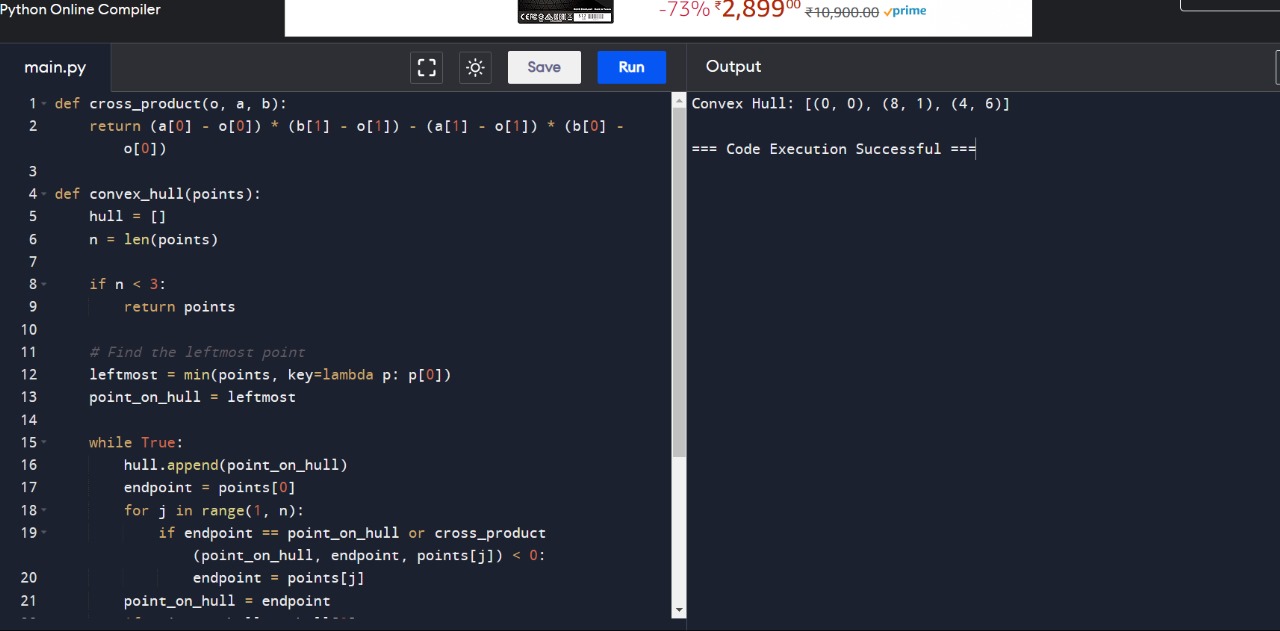 Python Online Compiler
-73% ₹2,899⁰⁰ ₹10,900.00 prime
main.py
Save
Run
Output
1 def cross_product(o, a, b):
2 return (a[0] - o[0]) * (b[1] - o[1]) - (a[1] - o[1]) * (b[0] -
o[0])
3
4 def convex_hull(points):
5 hull = []
6 n = len(points)
7
8 if n < 3:
9 return points
10
11 # Find the leftmost point
12 leftmost = min(points, key=lambda p: p[0])
13 point_on_hull = leftmost
14
15 while True:
16 hull.append(point_on_hull)
17 endpoint = points[0]
18 for j in range(1, n):
19 if endpoint == point_on_hull or cross_product
(point_on_hull, endpoint, points[j]) < 0:
20 endpoint = points[j]
21 point_on_hull = endpoint
Convex Hull: [(0, 0), (8, 1), (4, 6)]
=== Code Execution Successful ===